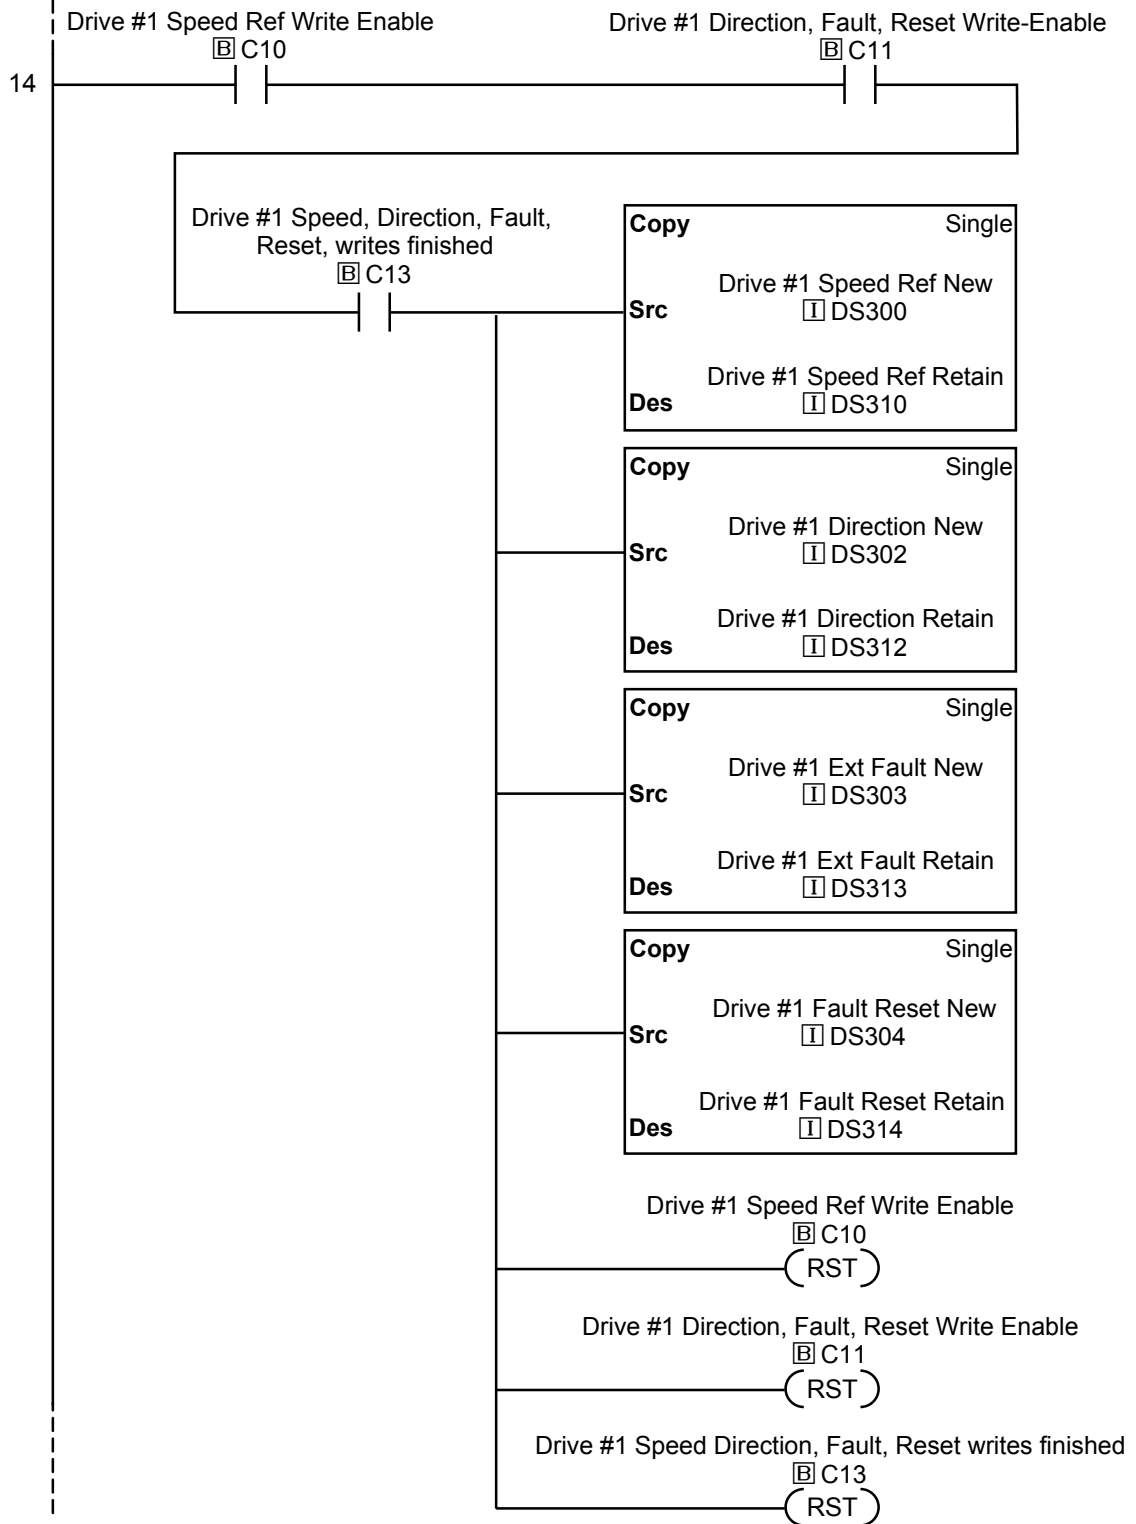 Drive #1 Speed Ref Write Enable
B C10
Drive #1 Direction, Fault, Reset Write-Enable
B C11
14
Drive #1 Speed, Direction, Fault,
Reset, writes finished
B C13
Copy Single
Drive #1 Speed Ref New
Src I DS300
Drive #1 Speed Ref Retain
Des I DS310
Copy Single
Drive #1 Direction New
Src I DS302
Drive #1 Direction Retain
Des I DS312
Copy Single
Drive #1 Ext Fault New
Src I DS303
Drive #1 Ext Fault Retain
Des I DS313
Copy Single
Drive #1 Fault Reset New
Src I DS304
Drive #1 Fault Reset Retain
Des I DS314
Drive #1 Speed Ref Write Enable
B C10
RST
Drive #1 Direction, Fault, Reset Write Enable
B C11
RST
Drive #1 Speed Direction, Fault, Reset writes finished
B C13
RST